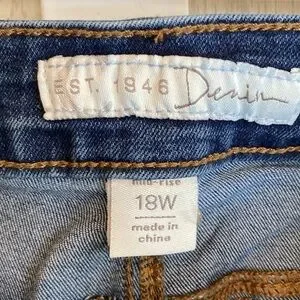 EST. 1946 Denim
mid-rise
18W
made in
china